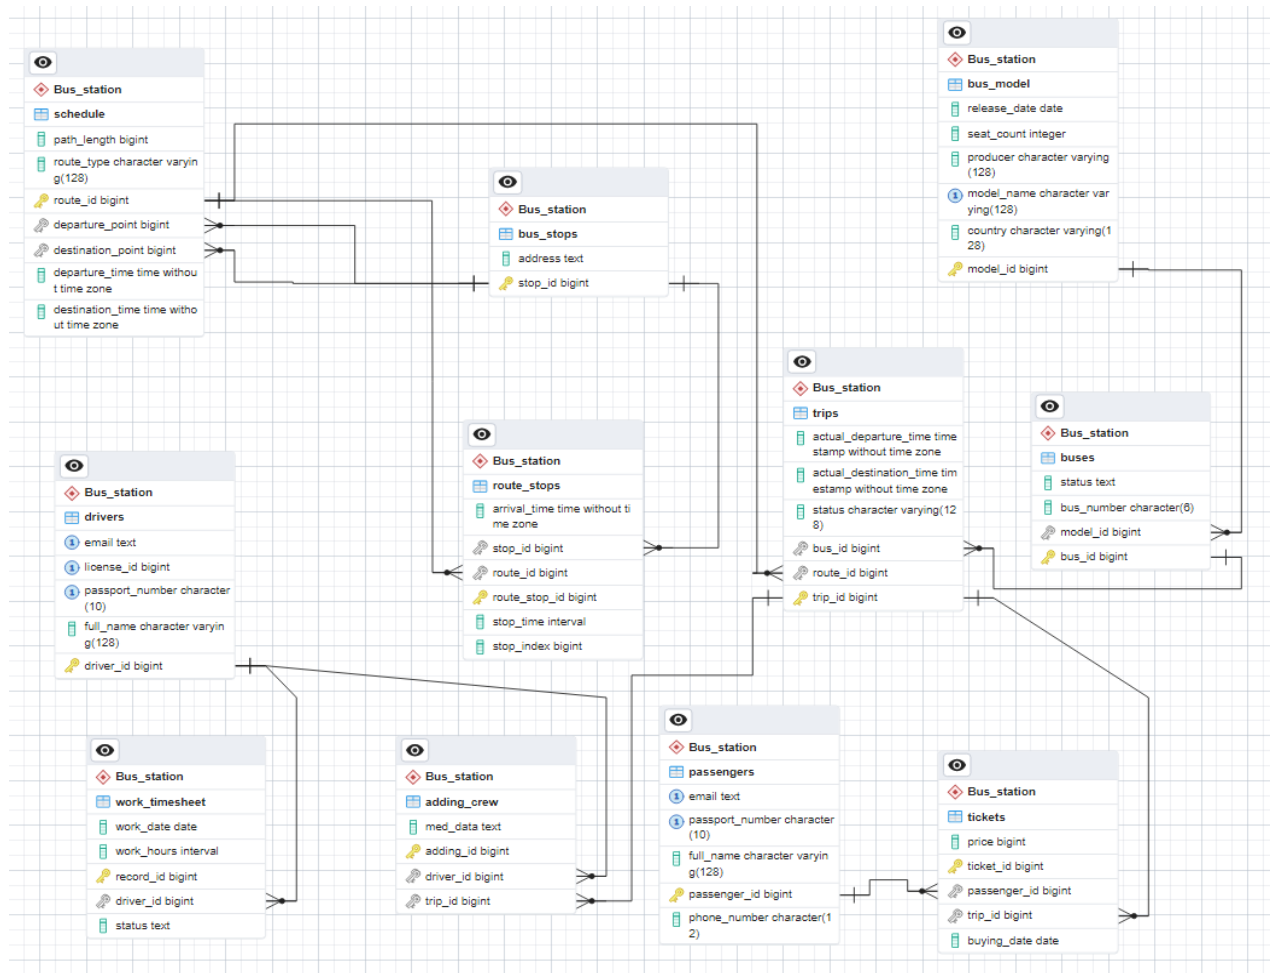 Bus_station
schedule
path_length bigint
route_type character varyin
g(128)
route_id bigint
departure_point bigint
destination_point bigint
departure_time time withou
t time zone
destination_time time witho
ut time zone
Bus_station
bus_stops
address text
stop_id bigint
Bus_station
bus_model
release_date date
seat_count integer
producer character varying
(128)
model_name character var
ying(128)
country character varying(1
28)
model_id bigint
Bus_station
trips
actual_departure_time time
stamp without time zone
actual_destination_time tim
estamp without time zone
status character varying(12
8)
bus_id bigint
route_id bigint
trip_id bigint
Bus_station
buses
status text
bus_number character(6)
model_id bigint
bus_id bigint
Bus_station
route_stops
arrival_time time without ti
me zone
stop_id bigint
route_id bigint
route_stop_id bigint
stop_time interval
stop_index bigint
Bus_station
drivers
email text
license_id bigint
passport_number character
(10)
full_name character varyin
g(128)
driver_id bigint
Bus_station
work_timesheet
work_date date
work_hours interval
record_id bigint
driver_id bigint
status text
Bus_station
adding_crew
med_data text
adding_id bigint
driver_id bigint
trip_id bigint
Bus_station
passengers
email text
passport_number character
(10)
full_name character varyin
g(128)
passenger_id bigint
phone_number character(1
2)
Bus_station
tickets
price bigint
ticket_id bigint
passenger_id bigint
trip_id bigint
buying_date date